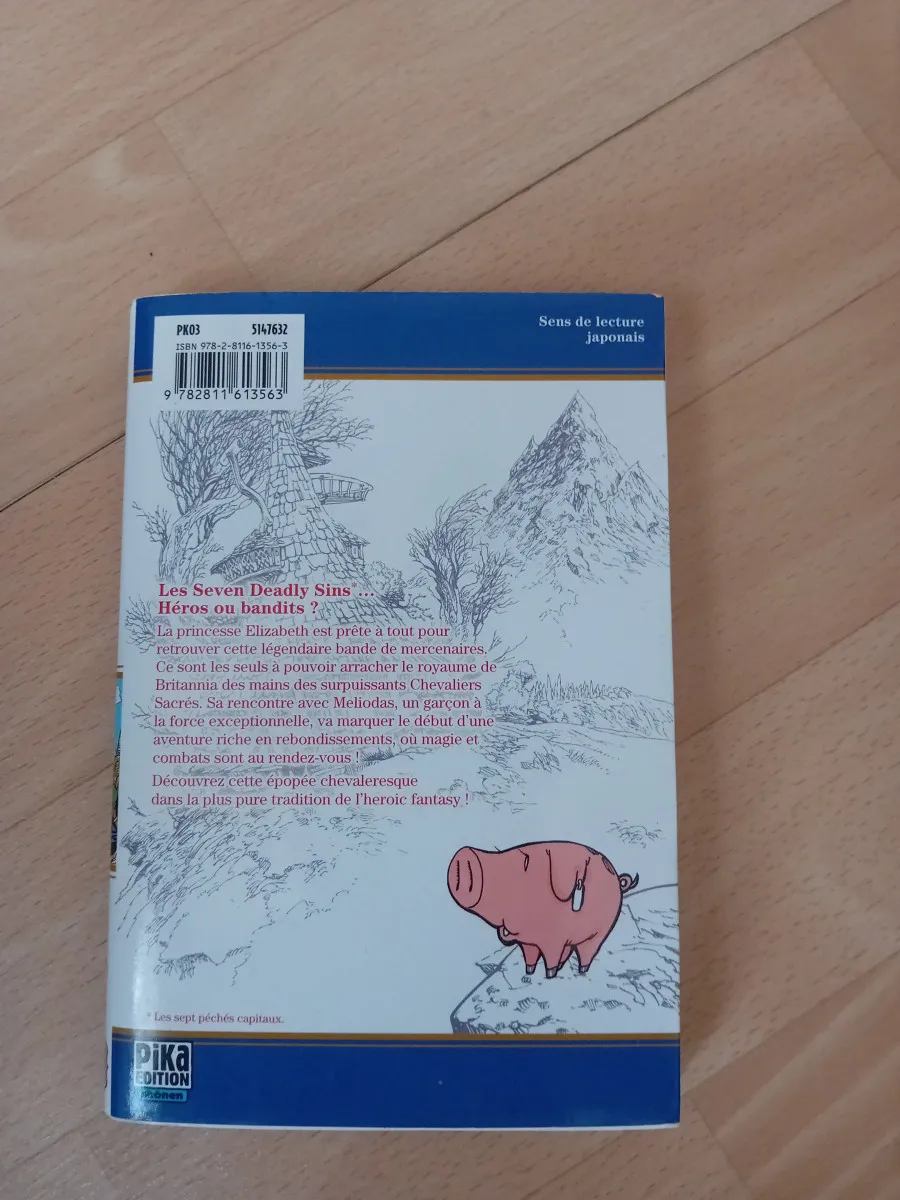 PK03 5147632
ISBN 978-2-8116-1356-3
9 782811 613563
Sens de lecture
japonais
Les Seven Deadly Sins*...
Héros ou bandits ?
La princesse Elizabeth est prête à tout pour
retrouver cette légendaire bande de mercenaires.
Ce sont les seuls à pouvoir arracher le royaume de
Britannia des mains des surpuissants Chevaliers
Sacrés. Sa rencontre avec Meliodas, un garçon à
la force exceptionnelle, va marquer le début d'une
aventure riche en rebondissements, où magie et
combats sont au rendez-vous !
Découvrez cette épopée chevaleresque
dans la plus pure tradition de l'heroic fantasy !
* Les sept péchés capitaux.
PiKa
EDITION
shônen